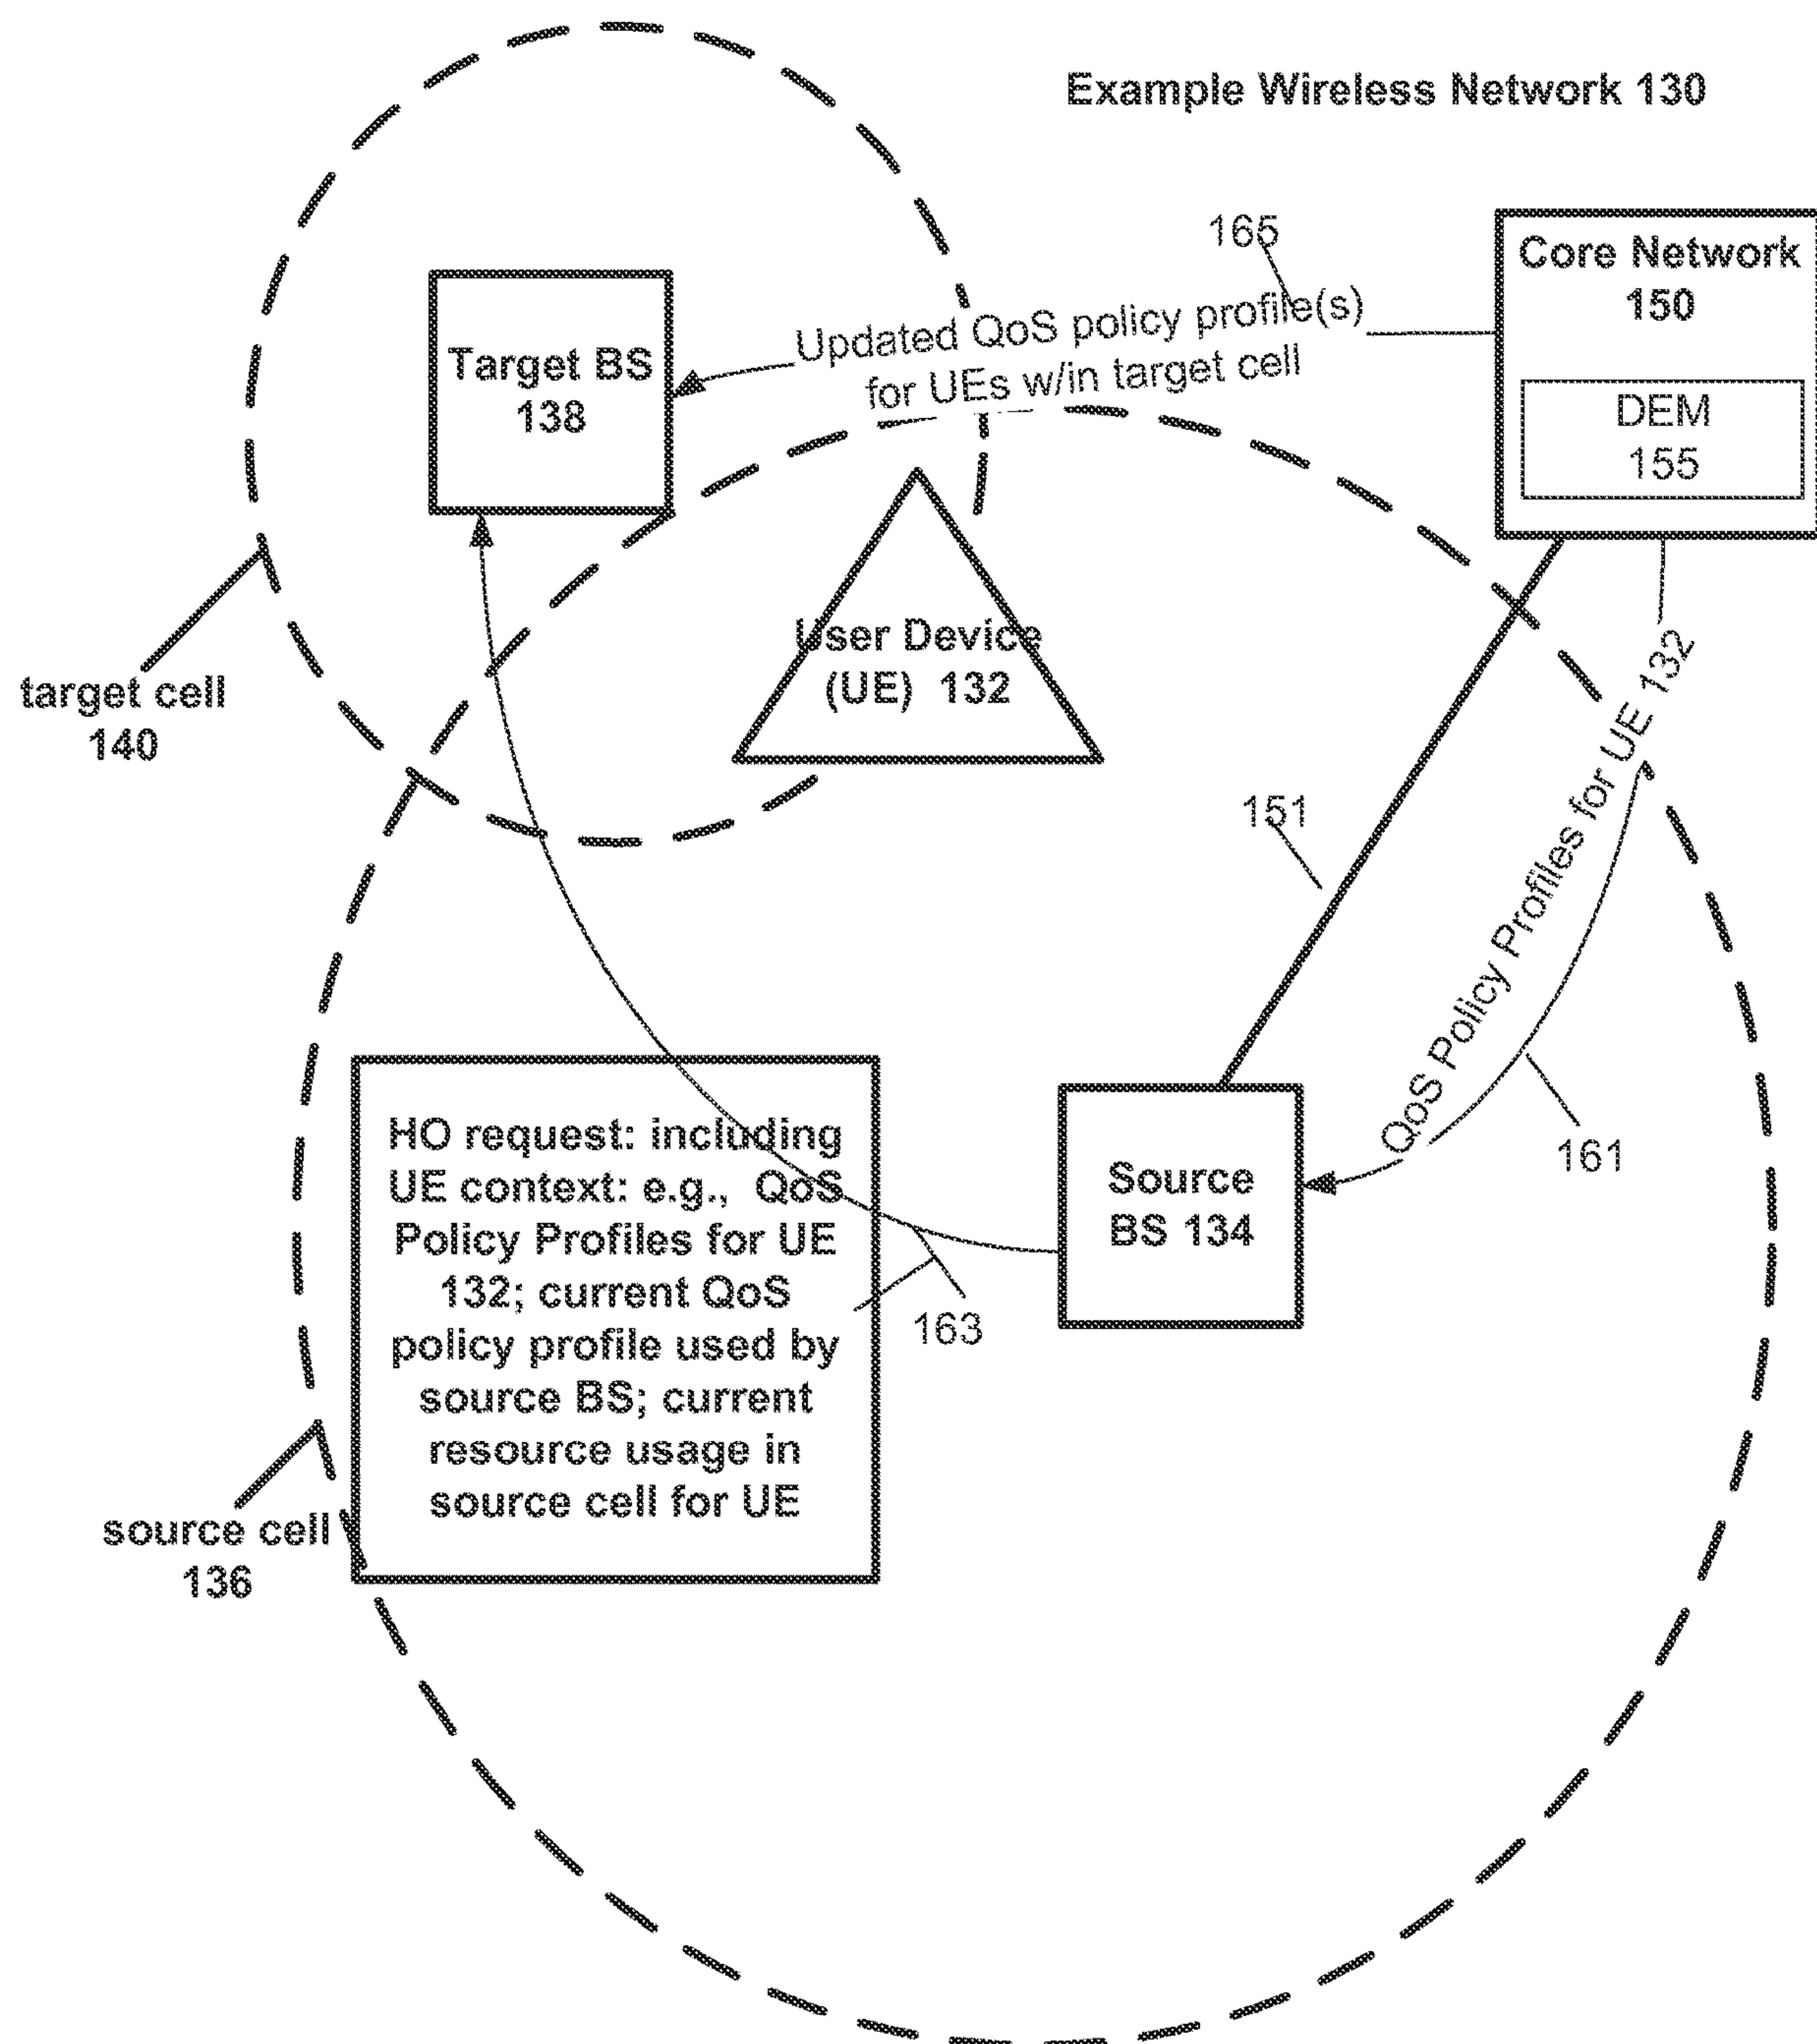 Example Wireless Network 130
165
Core Network
150
DEM
155
Updated QoS policy profile(s)
for UEs w/in target cell
Target BS
138
User Device
(UE) 132
target cell
140
151
QoS Policy Profiles for UE 132
161
HO request: including
UE context: e.g., QoS
Policy Profiles for UE
132; current QoS
policy profile used by
source BS; current
resource usage in
source cell for UE
163
Source
BS 134
source cell
136